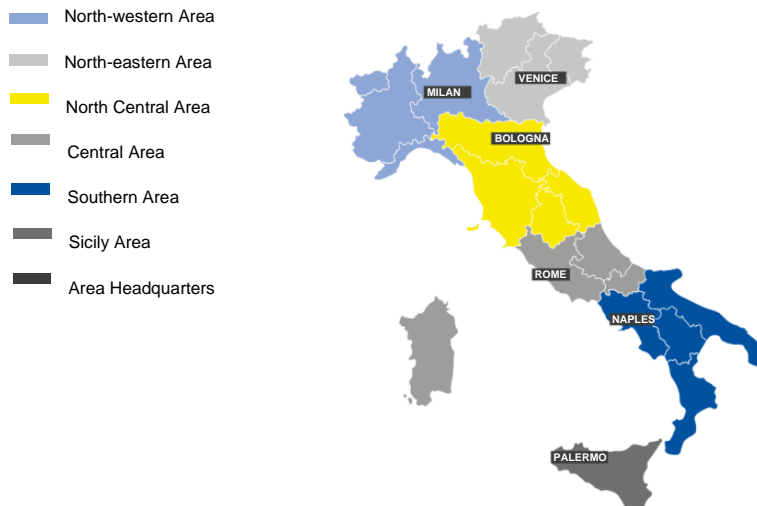 North-western Area
North-eastern Area
North Central Area
Central Area
Southern Area
Sicily Area
Area Headquarters
VENICE
MILAN
BOLOGNA
ROME
NAPLES
PALERMO